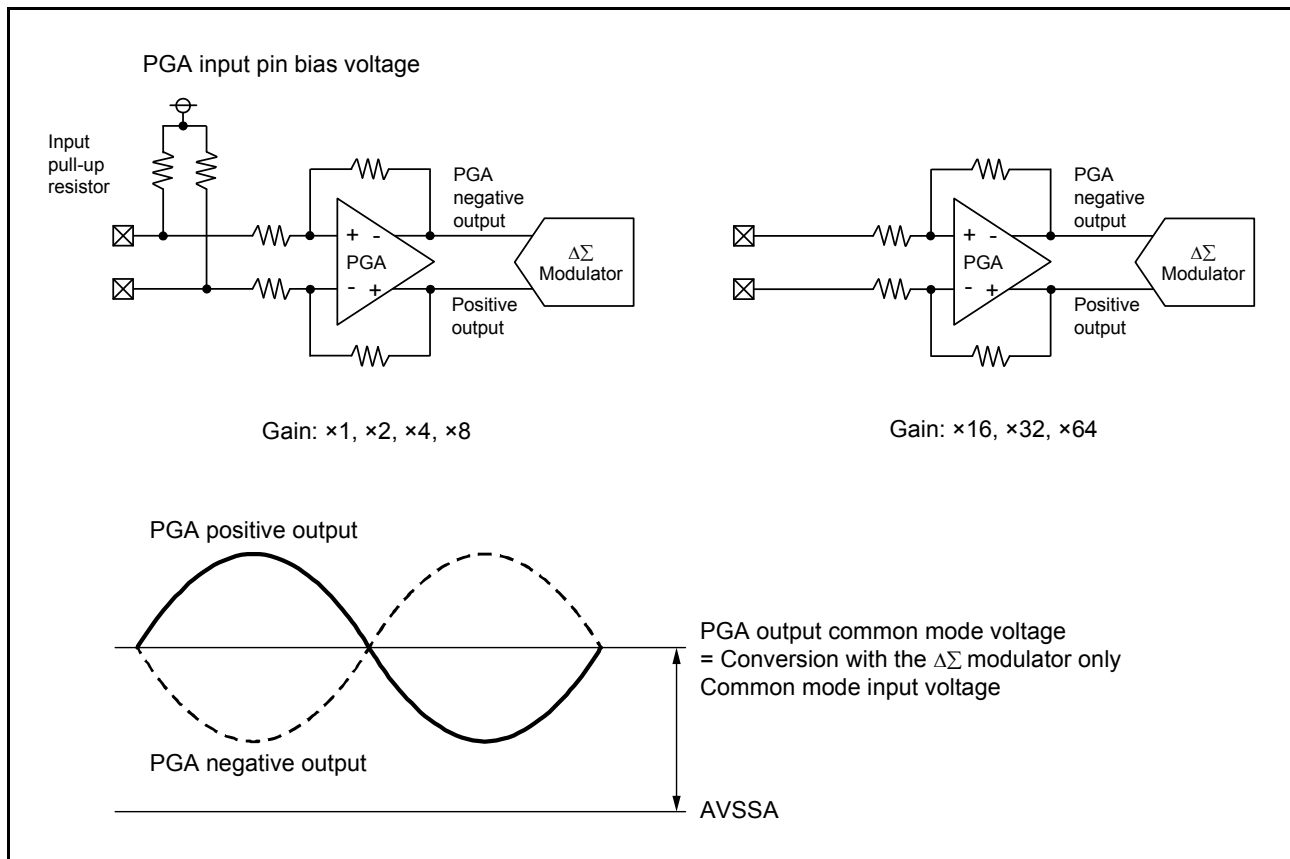 PGA input pin bias voltage
Input
pull-up
resistor
+ -
PGA
- +
PGA
negative
output
Positive
output
ΔΣ
Modulator
Gain: ×1, ×2, ×4, ×8
+ -
PGA
- +
PGA
negative
output
Positive
output
ΔΣ
Modulator
Gain: ×16, ×32, ×64
PGA positive output
PGA negative output
PGA output common mode voltage
= Conversion with the ΔΣ modulator only
Common mode input voltage
AVSSA